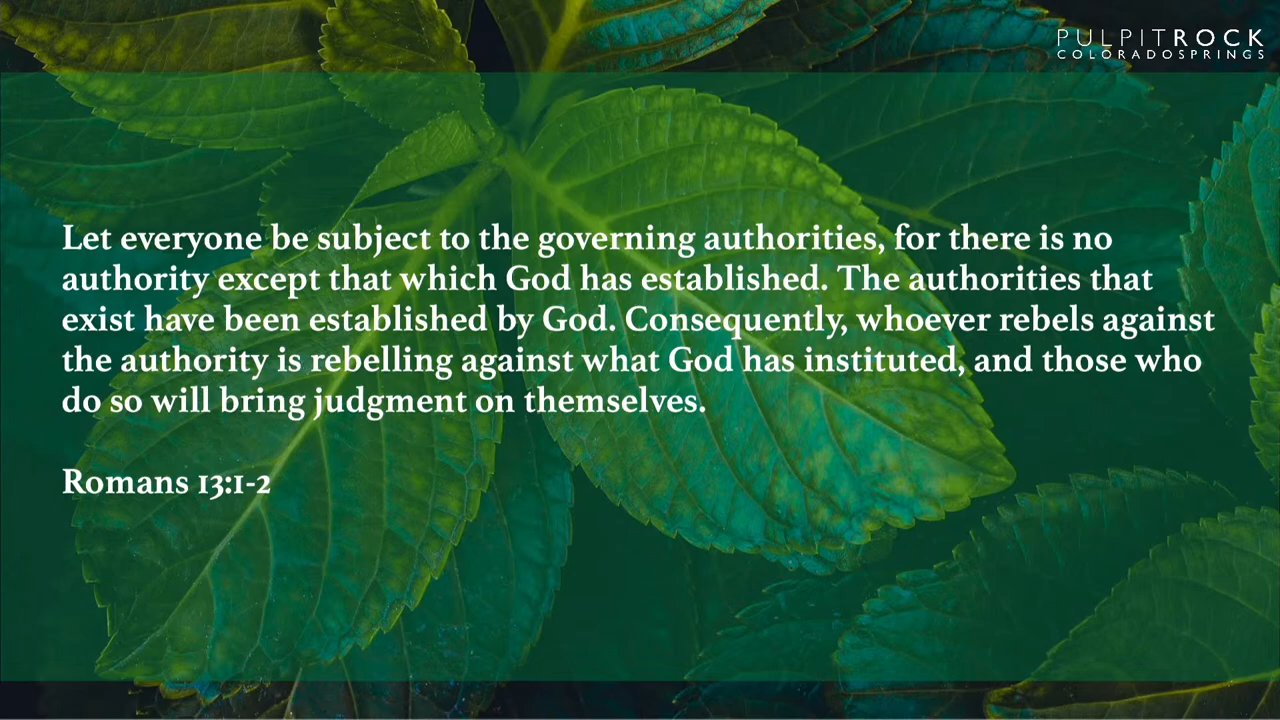 PULPITROCK
COLORADOSPRINGS
Let everyone be subject to the governing authorities, for there is no
authority except that which God has established. The authorities that
exist have been established by God. Consequently, whoever rebels against
the authority is rebelling against what God has instituted, and those who
do so will bring judgment on themselves.
Romans 13:1-2